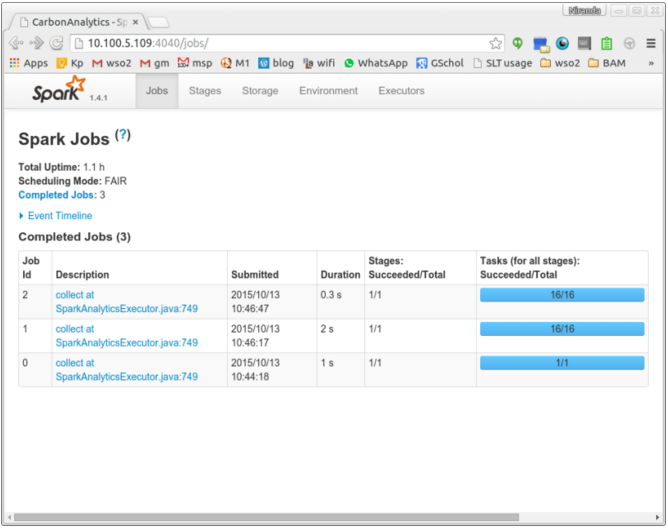 Niranda
CarbonAnalytics - Sp ×
10.100.5.109:4040/jobs/
Apps Kp M wso2 M gm msp M1 blog wifi WhatsApp GSchol SLT usage wso2 BAM »
Spark 1.4.1 Jobs Stages Storage Environment Executors
Spark Jobs (?)
Total Uptime: 1.1 h
Scheduling Mode: FAIR
Completed Jobs: 3
Event Timeline
Completed Jobs (3)
Job Id Description Submitted Duration Stages: Succeeded/Total Tasks (for all stages): Succeeded/Total
2 collect at SparkAnalyticsExecutor.java:749 2015/10/13 10:46:47 0.3 s 1/1 16/16
1 collect at SparkAnalyticsExecutor.java:749 2015/10/13 10:46:17 2 s 1/1 16/16
0 collect at SparkAnalyticsExecutor.java:749 2015/10/13 10:44:18 1 s 1/1 1/1